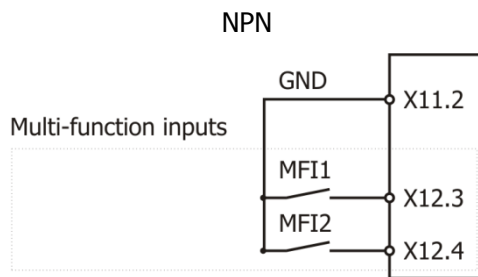 NPN
GND
X11.2
Multi-function inputs
MFI1
X12.3
MFI2
X12.4